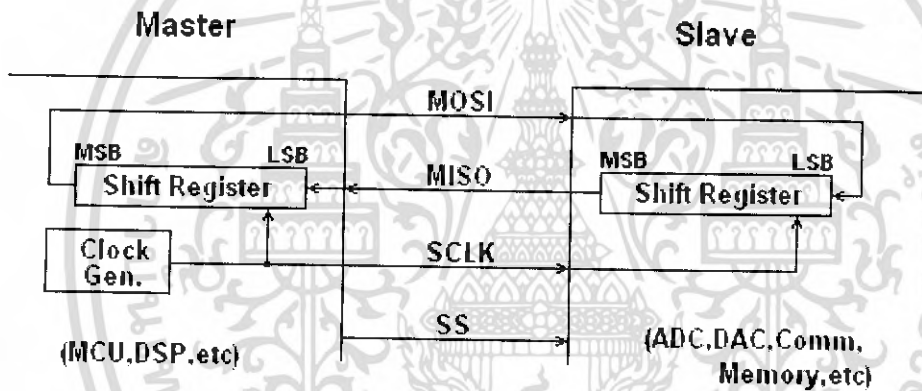 Master
Slave
MOSI
MSB
LSB
Shift Register
MISO
MSB
LSB
Shift Register
Clock
Gen.
SCLK
SS
(MCU,DSP,etc)
(ADC,DAC,Comm,
Memory,etc)